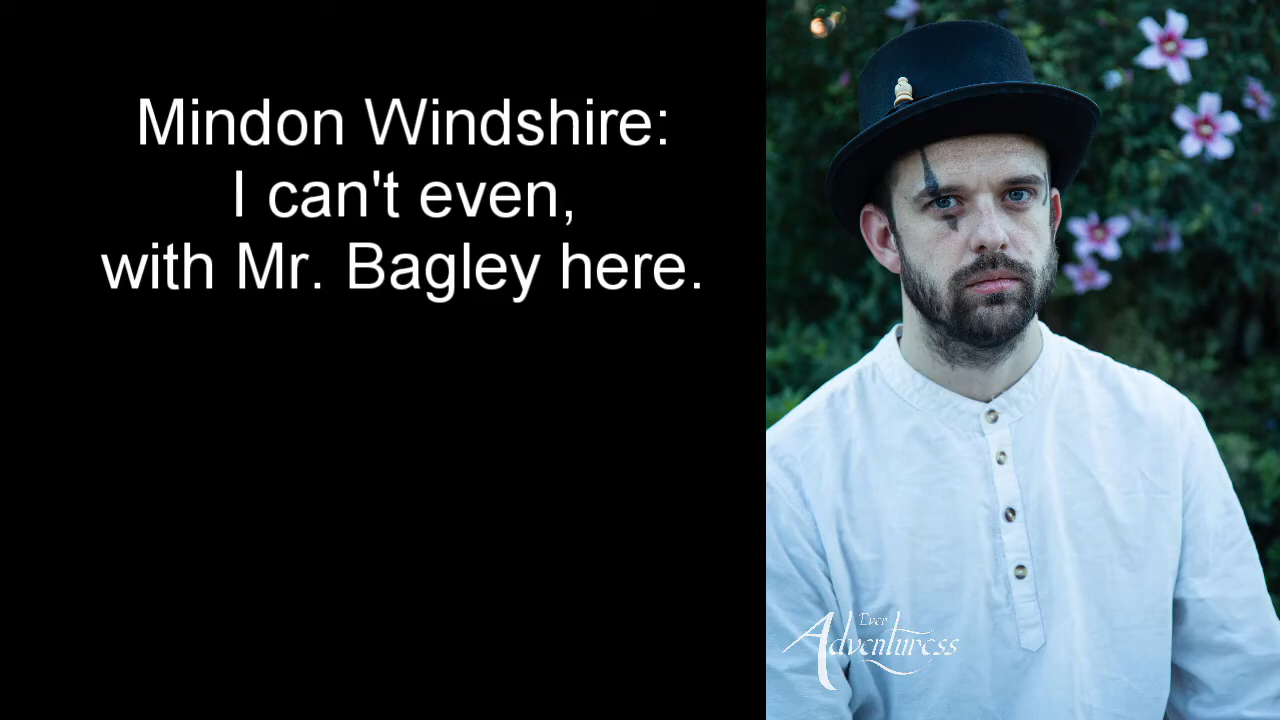 Mindon Windshire:
I can't even,
with Mr. Bagley here.
Ever
Adventuress